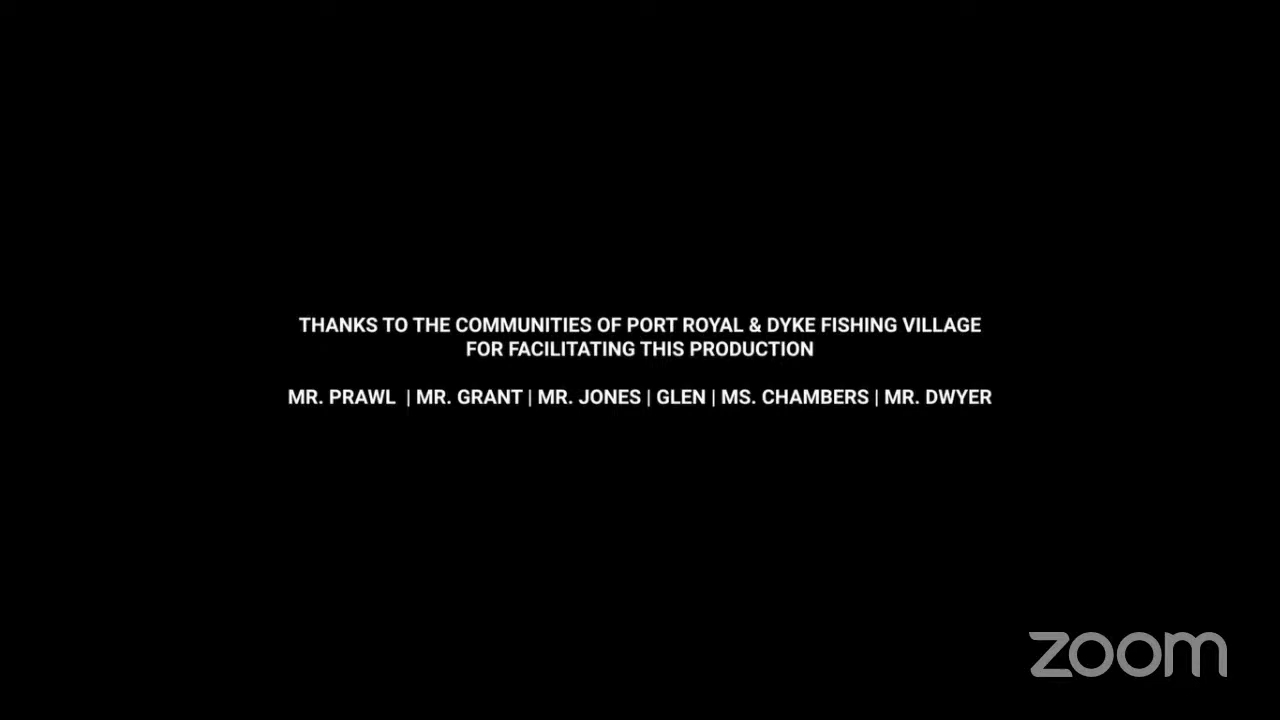 THANKS TO THE COMMUNITIES OF PORT ROYAL & DYKE FISHING VILLAGE
FOR FACILITATING THIS PRODUCTION
MR. PRAWL | MR. GRANT | MR. JONES | GLEN | MS. CHAMBERS | MR. DWYER
zoom